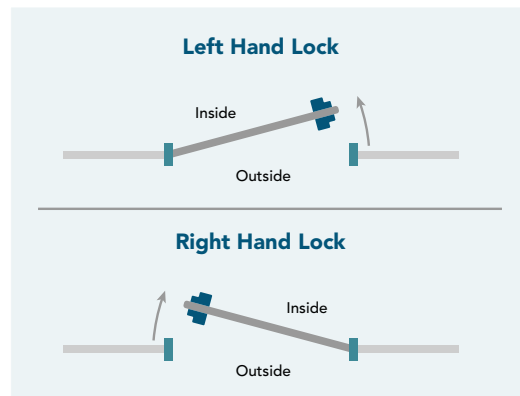 Left Hand Lock
Inside
Outside
Right Hand Lock
Inside
Outside